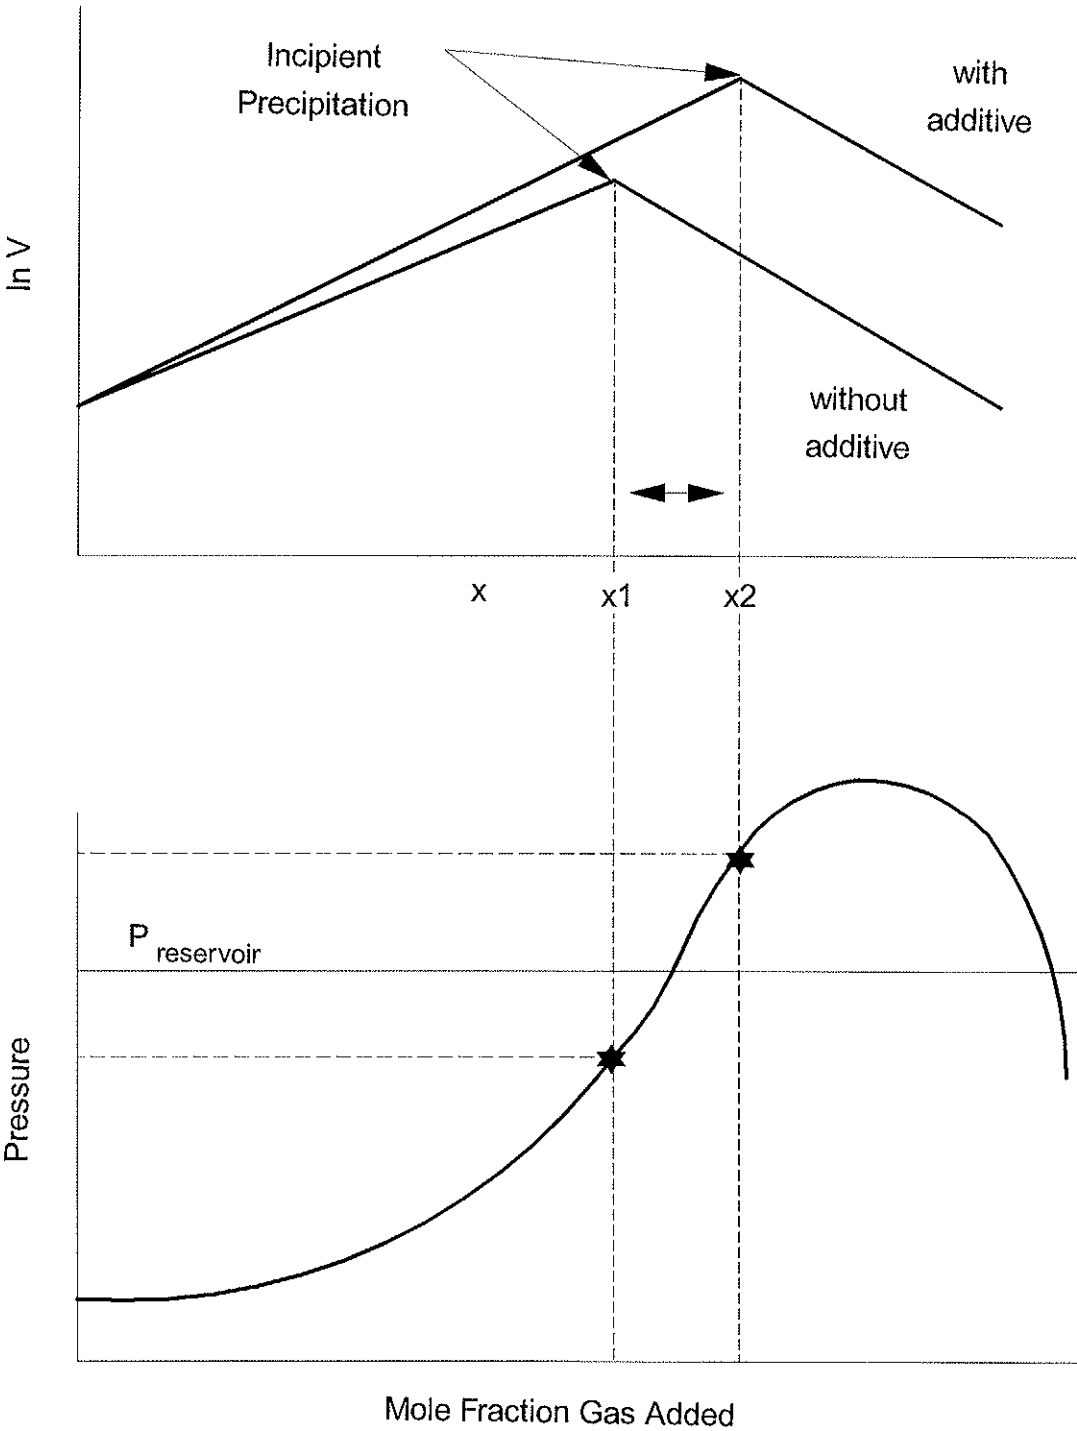 Incipient
Precipitation
with
additive
ln V
without
additive
x
x1
x2
P reservoir
Pressure
Mole Fraction Gas Added